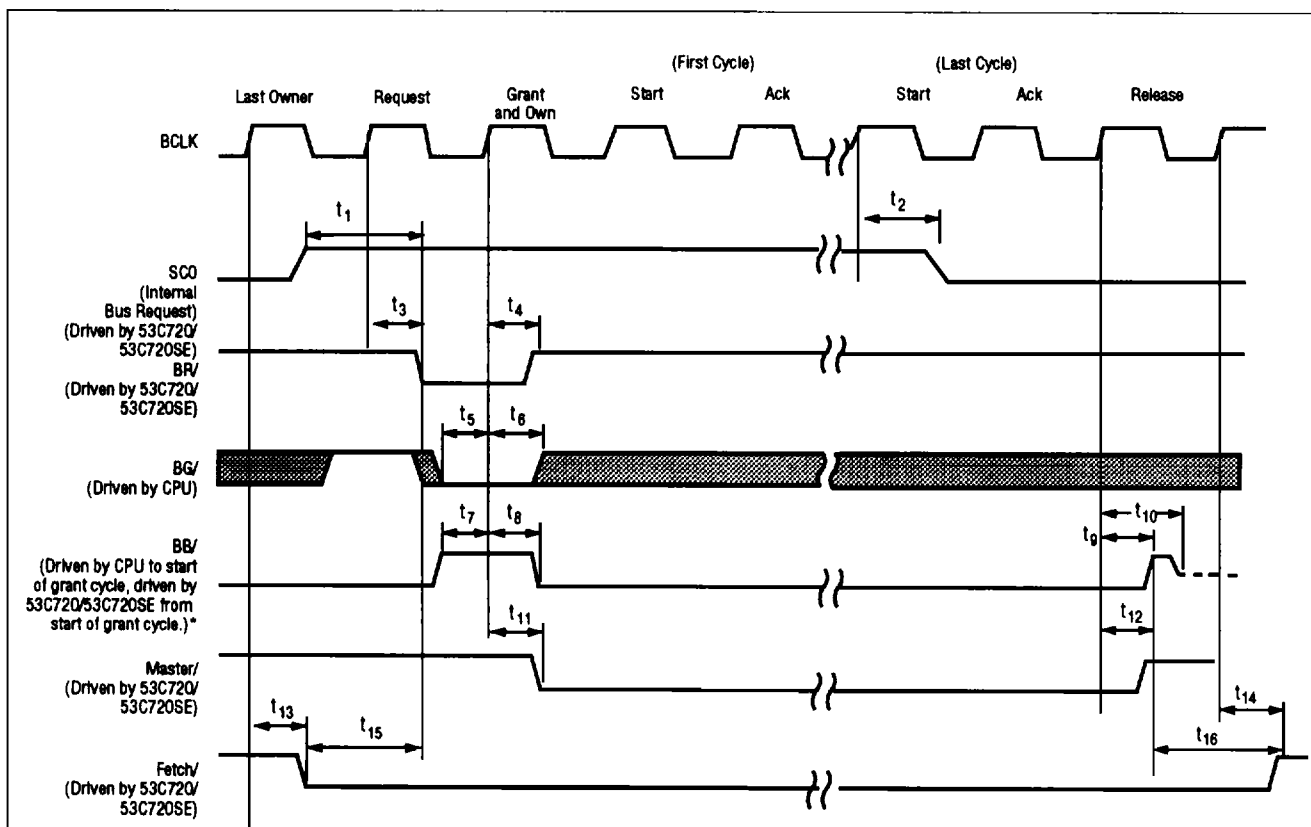 (First Cycle) (Last Cycle)
Last Owner Request Grant and Own Start Ack Start Ack Release
BCLK
t1
t2
SC0
(Internal
Bus Request)
(Driven by 53C720/
53C720SE)
t3
t4
BR/
(Driven by 53C720/
53C720SE)
t5
t6
BG/
(Driven by CPU)
t7
t8
t10
t9
BB/
(Driven by CPU to start
of grant cycle, driven by
53C720/53C720SE from
start of grant cycle.)*
t11
t12
Master/
(Driven by 53C720/
53C720SE)
t13
t15
t14
t16
Fetch/
(Driven by 53C720/
53C720SE)